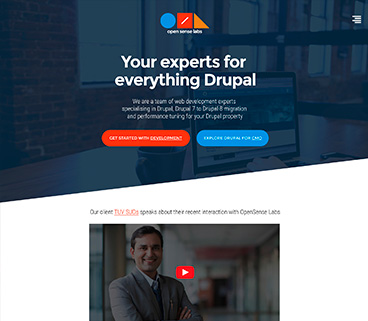 open sense labs
Your experts for
everything Drupal
We are a team of web development experts
specialising in Drupal, Drupal 7 to Drupal 8 migration
and performance tuning for your Drupal property
GET STARTED WITH DEVELOPMENT
EXPLORE DRUPAL FOR CMO
Our client TUV SUDs speaks about their recent interaction with OpenSense Labs